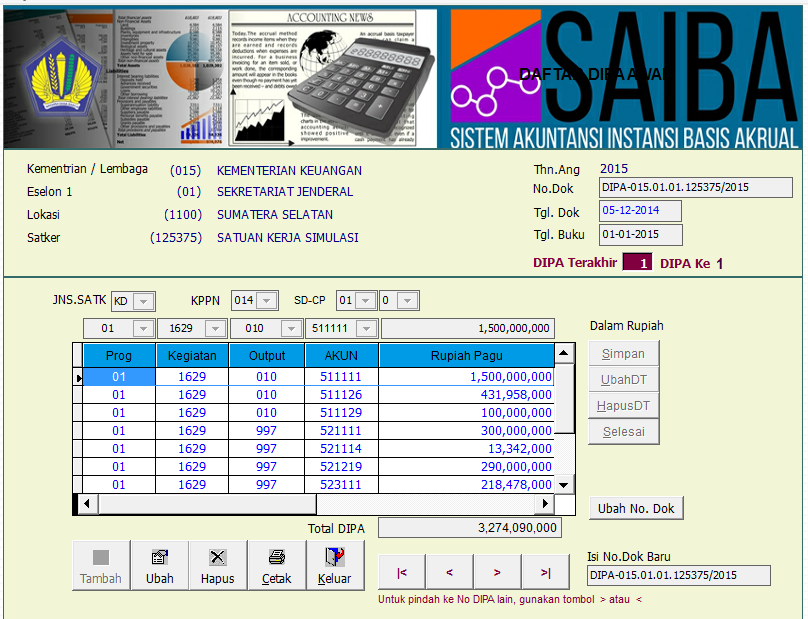 ACCOUNTING NEWS
SAIDA
DAFTAR DIPA AWAL
SISTEM AKUNTANSI INSTANSI BASIS AKRUAL
Kementrian / Lembaga (015) KEMENTERIAN KEUANGAN Thn.Ang 2015
Eselon 1 (01) SEKRETARIAT JENDERAL No.Dok DIPA-015.01.01.125375/2015
Lokasi (1100) SUMATERA SELATAN Tgl. Dok 05-12-2014
Satker (125375) SATUAN KERJA SIMULASI Tgl. Buku 01-01-2015
DIPA Terakhir 1 DIPA Ke 1
JNS.SATK KD KPPN 014 SD-CP 01 0
01 1629 010 511111 1,500,000,000 Dalam Rupiah
Prog Kegiatan Output AKUN Rupiah Pagu
01 1629 010 511111 1,500,000,000
01 1629 010 511126 431,958,000
01 1629 010 511129 100,000,000
01 1629 997 521111 300,000,000
01 1629 997 521114 13,342,000
01 1629 997 521219 290,000,000
01 1629 997 523111 218,478,000
Simpan
UbahDT
HapusDT
Selesai
Ubah No. Dok
Total DIPA 3,274,090,000
Tambah Ubah Hapus Cetak Keluar
|< < > >|
Isi No.Dok Baru
DIPA-015.01.01.125375/2015
Untuk pindah ke No DIPA lain, gunakan tombol > atau <